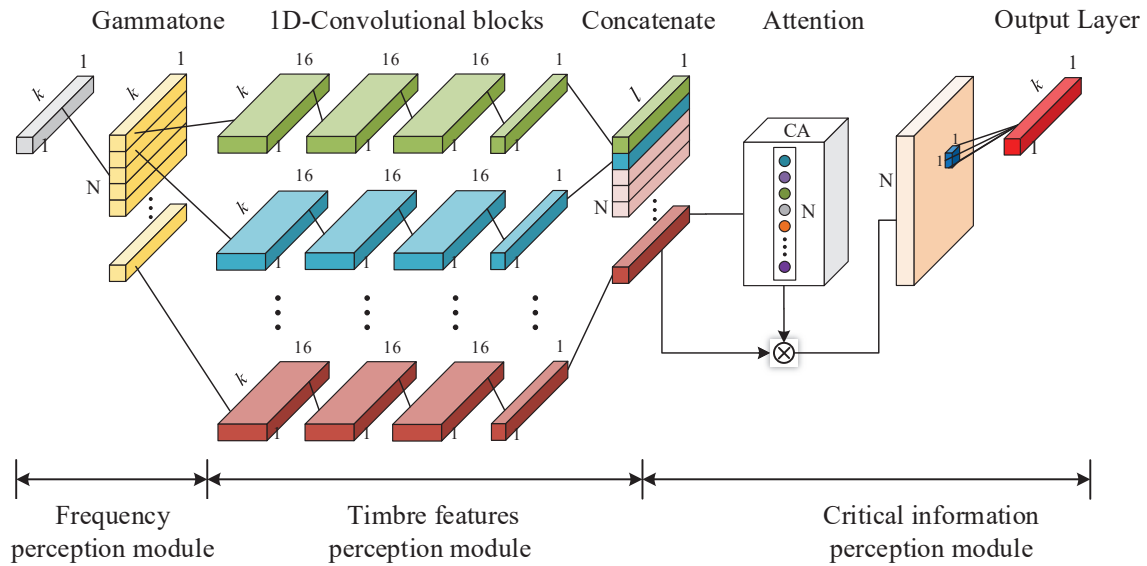 Gammatone 1D-Convolutional blocks Concatenate Attention Output Layer
k 1 1
k 1 N
k 16 16 16 1
1 1 1 1
k 16 16 16 1
1 1 1 1
k 16 16 16 1
1 1 1 1
l 1 N
CA
N
N 1 1
k 1 1
Frequency
perception module
Timbre features
perception module
Critical information
perception module